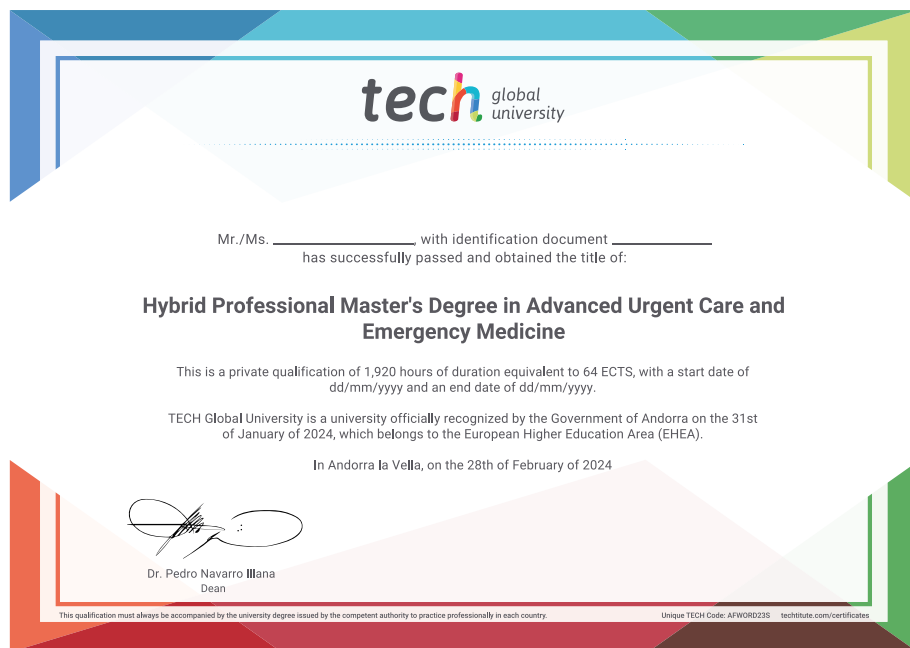 tech global
university
Mr./Ms. ______________, with identification document __________
has successfully passed and obtained the title of:
Hybrid Professional Master's Degree in Advanced Urgent Care and
Emergency Medicine
This is a private qualification of 1,920 hours of duration equivalent to 64 ECTS, with a start date of
dd/mm/yyyy and an end date of dd/mm/yyyy.
TECH Global University is a university officially recognized by the Government of Andorra on the 31st
of January of 2024, which belongs to the European Higher Education Area (EHEA).
In Andorra la Vella, on the 28th of February of 2024
Dr. Pedro Navarro Illana
Dean
This qualification must always be accompanied by the university degree issued by the competent authority to practice professionally in each country. Unique TECH Code: AFWORD23S techtitute.com/certificates